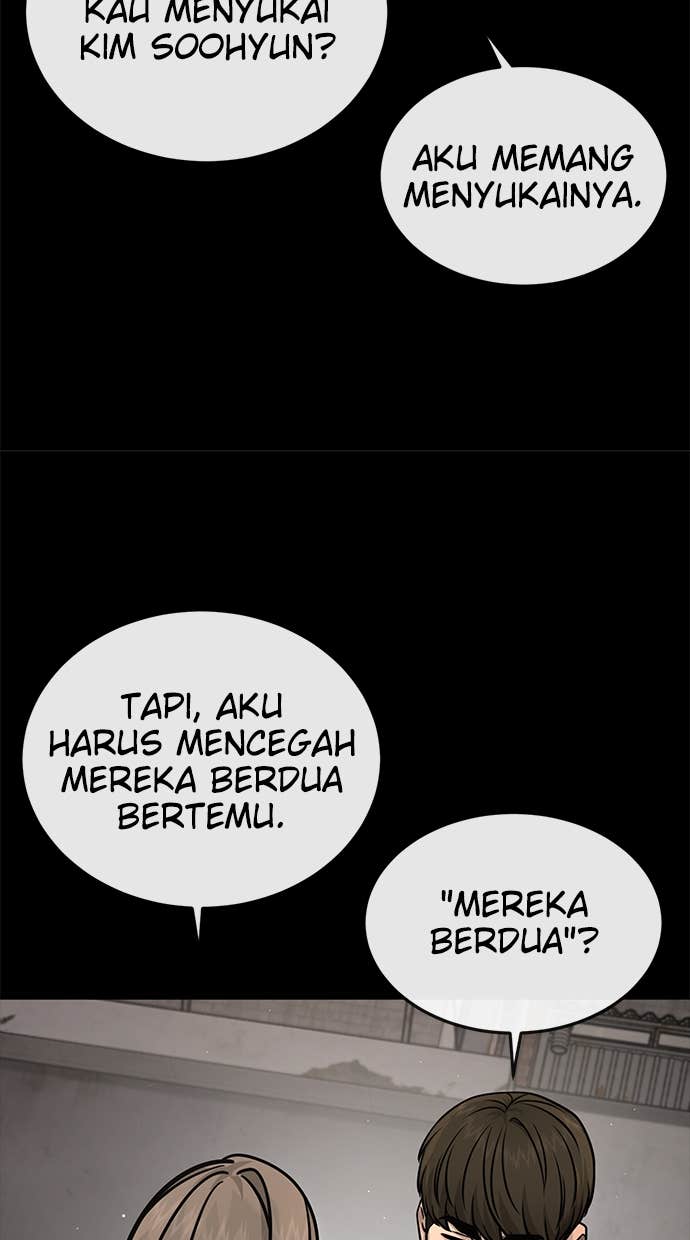 KAU MENYUKAI
KIM SOOHYUN?
AKU MEMANG
MENYUKAINYA.
TAPI, AKU
HARUS MENCEGAH
MEREKA BERDUA
BERTEMU.
"MEREKA
BERDUA"?